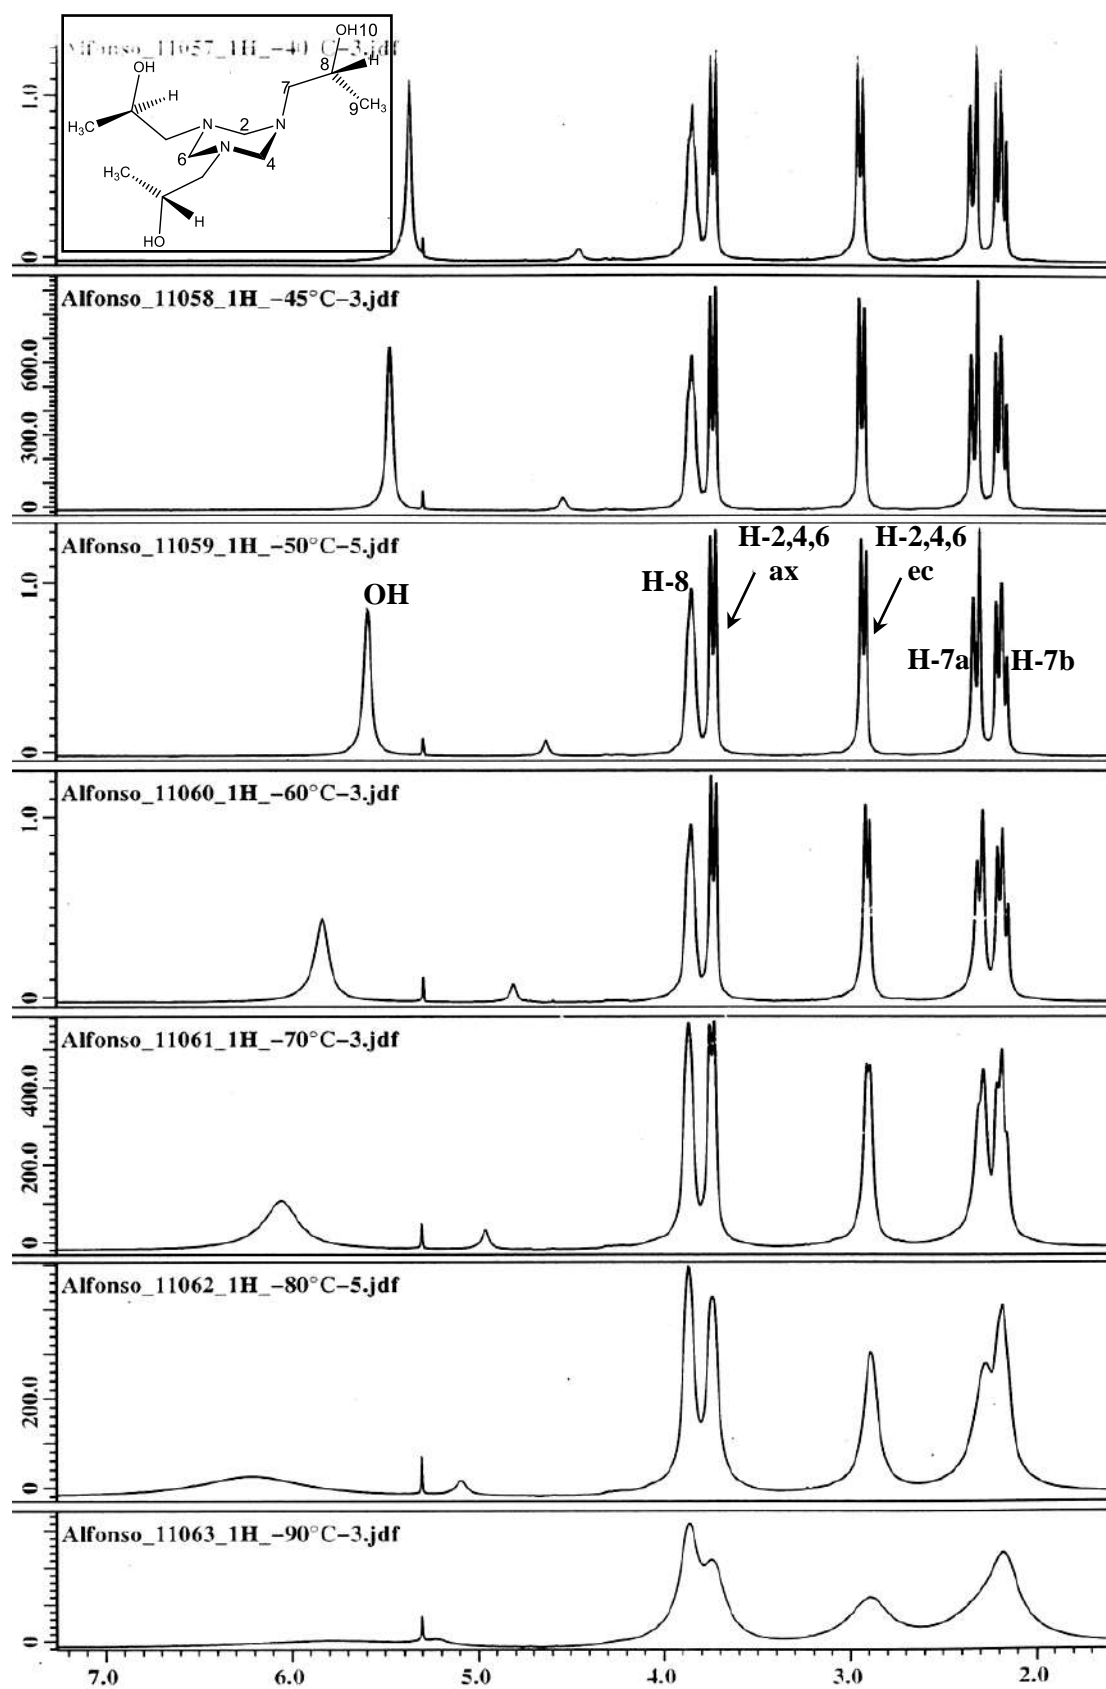 Alfonso_11057_1H_-40°C-3.jdf
OH10
8
H
7
9CH₃
OH
H
H₃C
N
2
N
6
N
4
H₃C
H
HO
1.0
0
Alfonso_11058_1H_-45°C-3.jdf
600.0
300.0
0
Alfonso_11059_1H_-50°C-5.jdf
OH
H-8
H-2,4,6
ax
H-2,4,6
ec
H-7a
H-7b
1.0
0
Alfonso_11060_1H_-60°C-3.jdf
1.0
0
Alfonso_11061_1H_-70°C-3.jdf
400.0
200.0
0
Alfonso_11062_1H_-80°C-5.jdf
200.0
0
Alfonso_11063_1H_-90°C-3.jdf
0
7.0 6.0 5.0 4.0 3.0 2.0